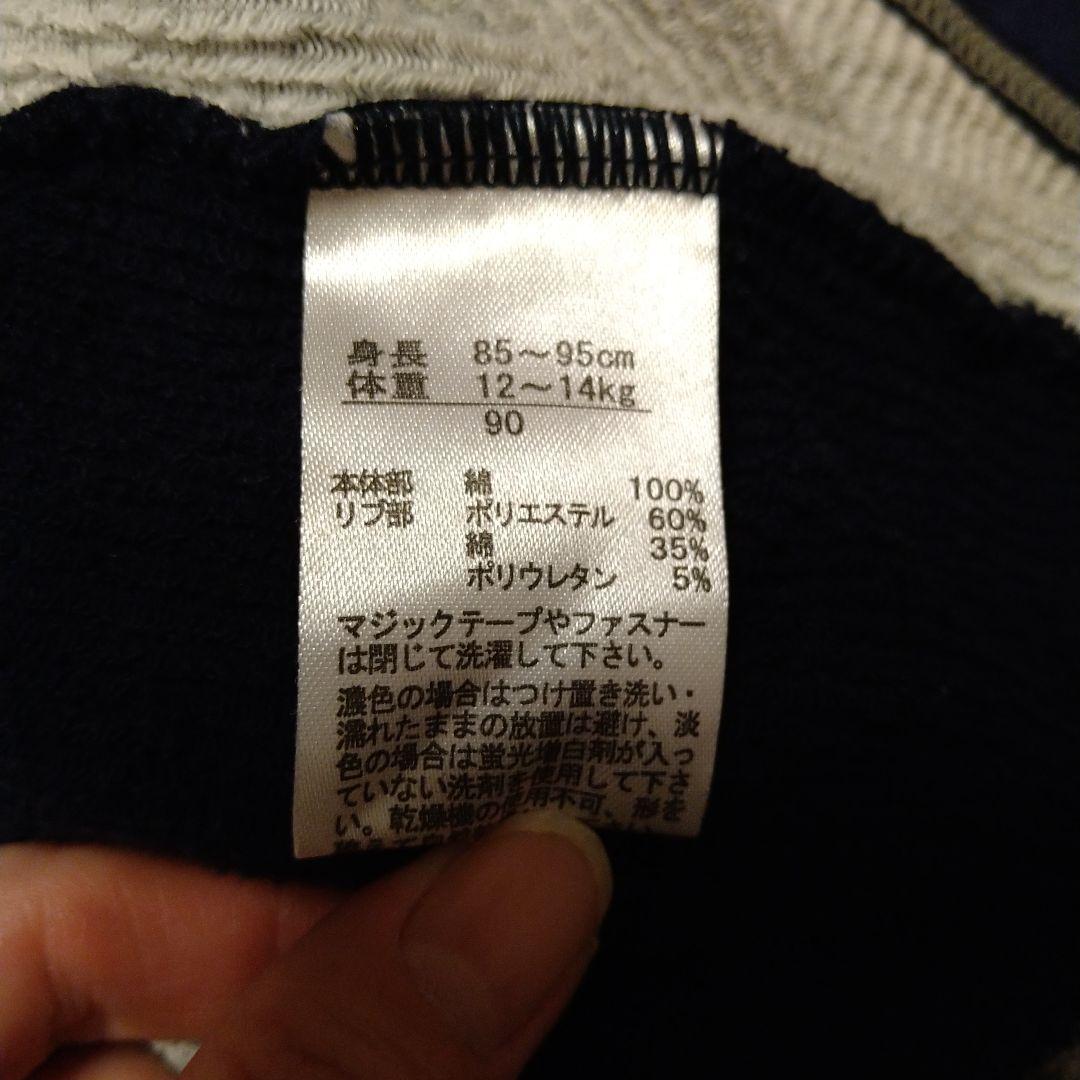 身長 85～95cm
体重 12～14kg
90
本体部 綿 100%
リブ部 ポリエステル 60%
綿 35%
ポリウレタン 5%
マジックテープやファスナー
は閉じて洗濯して下さい。
濃色の場合はつけ置き洗い・
濡れたままの放置は避け、淡
色の場合は蛍光増白剤が入っ
ていない洗剤を使用して下さ
い。乾燥機の使用不可、形を